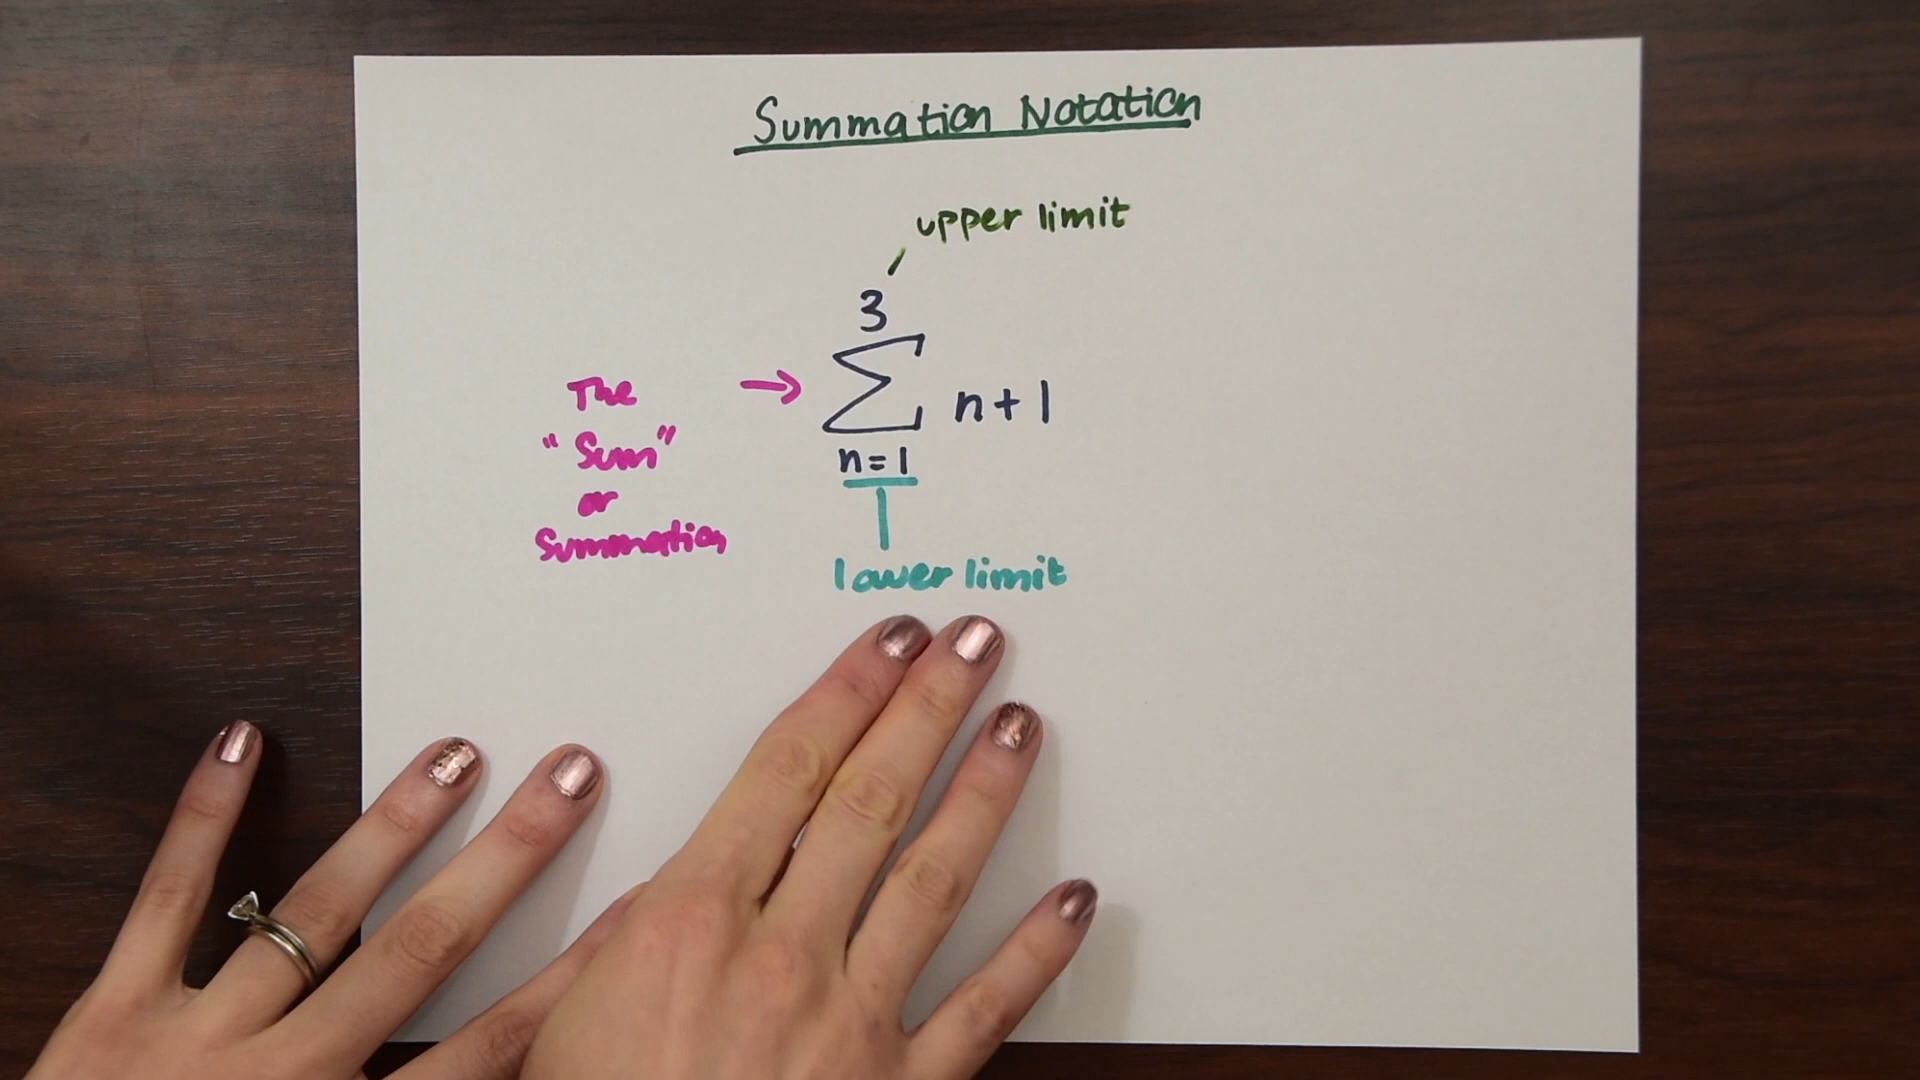 Summation Notation
upper limit
3
The
→ ∑ n+1
"Sum"
n=1
or
Summation
lower limit